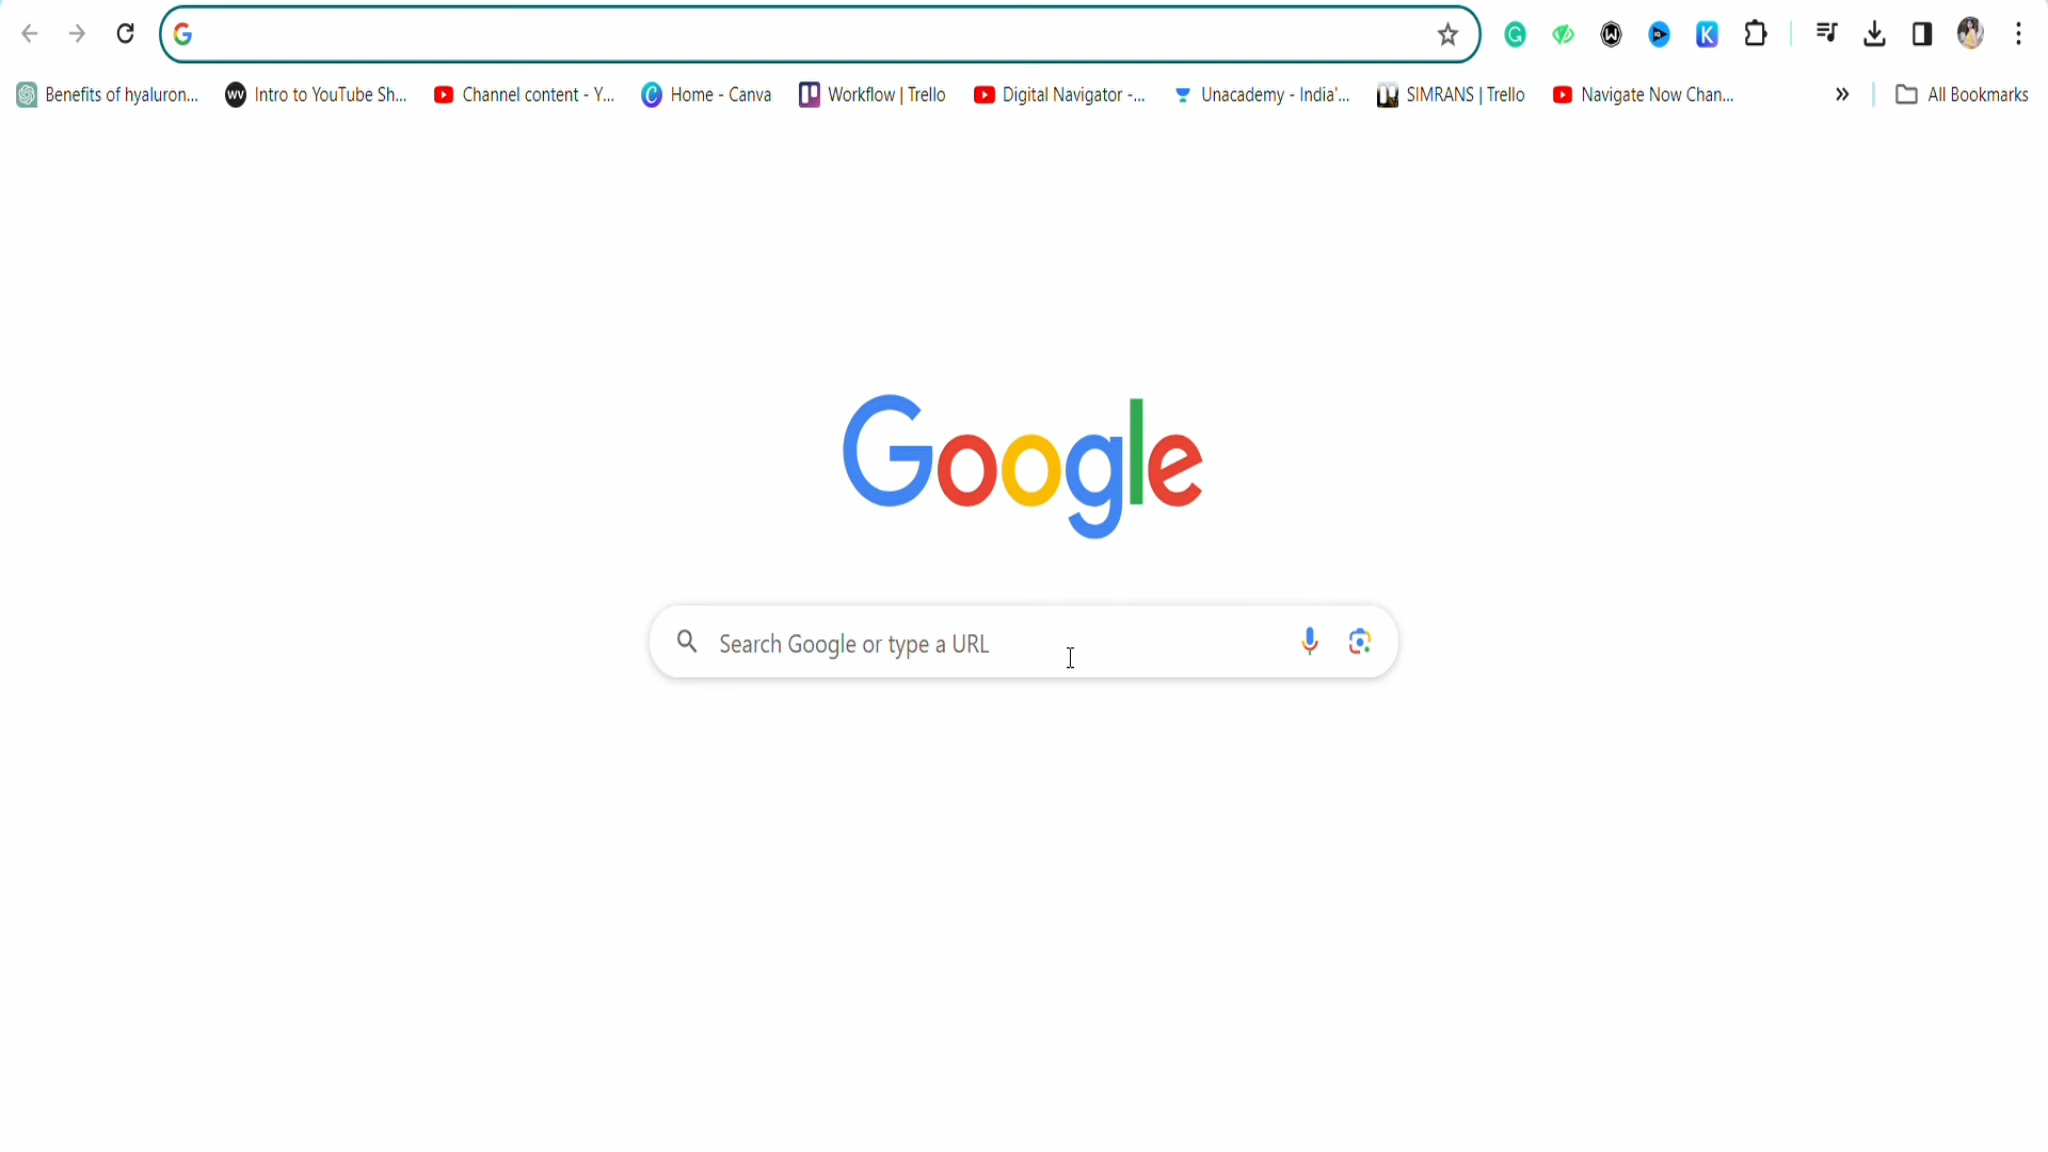 Benefits of hyaluron... Intro to YouTube Sh... Channel content - Y... Home - Canva Workflow | Trello Digital Navigator -... Unacademy - India'... SIMRANS | Trello Navigate Now Chan... » All Bookmarks
Google
Search Google or type a URL